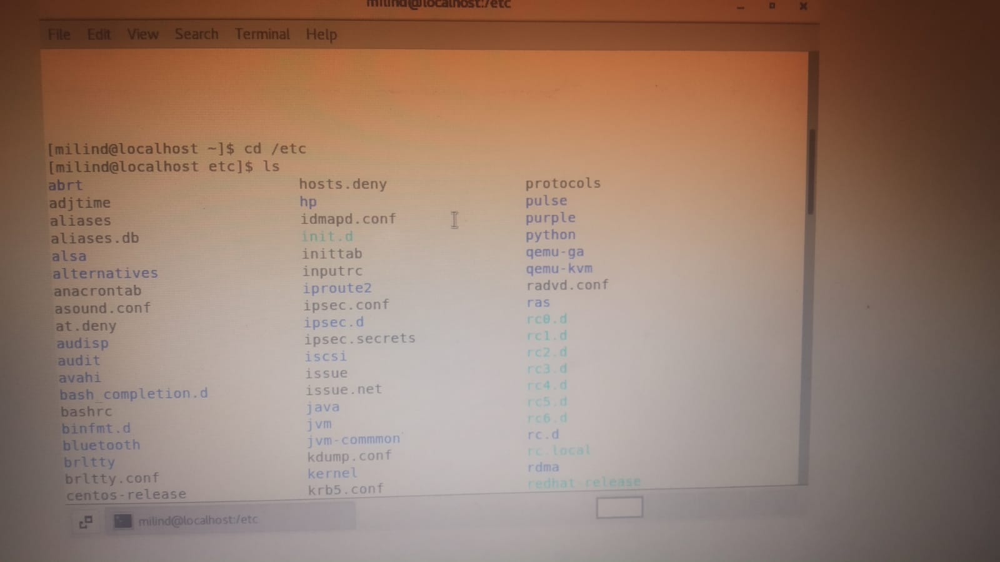 milind@localhost:/etc
File Edit View Search Terminal Help
[milind@localhost ~]$ cd /etc
[milind@localhost etc]$ ls
abrt hosts.deny protocols
adjtime hp pulse
aliases idmapd.conf purple
aliases.db init.d python
alsa inittab qemu-ga
alternatives inputrc qemu-kvm
anacrontab iproute2 radvd.conf
asound.conf ipsec.conf ras
at.deny ipsec.d rc0.d
audisp ipsec.secrets rc1.d
audit iscsi rc2.d
avahi issue rc3.d
bash_completion.d issue.net rc4.d
bashrc java rc5.d
binfmt.d jvm rc6.d
bluetooth jvm-commmon rc.d
brltty kdump.conf rc.local
brltty.conf kernel rdma
centos-release krb5.conf redhat-release
milind@localhost:/etc